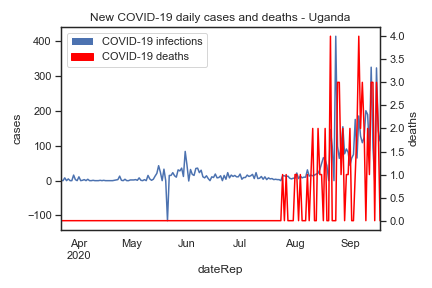 New COVID-19 daily cases and deaths - Uganda
COVID-19 infections
COVID-19 deaths
400
300
200
100
0
−100
cases
4.0
3.5
3.0
2.5
2.0
1.5
1.0
0.5
0.0
deaths
Apr
2020
May
Jun
Jul
Aug
Sep
dateRep